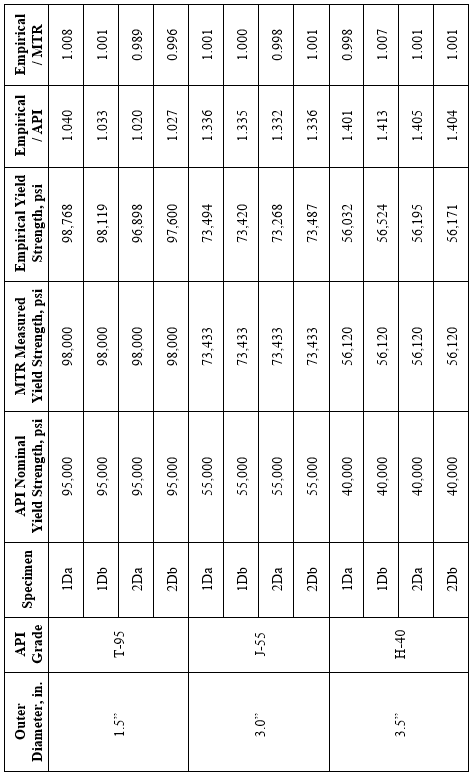 Outer Diameter, in. API Grade Specimen API Nominal Yield Strength, psi MTR Measured Yield Strength, psi Empirical Yield Strength, psi Empirical / API Empirical / MTR
1.5” T-95 1Da 95,000 98,000 98,768 1.040 1.008
1Db 95,000 98,000 98,119 1.033 1.001
2Da 95,000 98,000 96,898 1.020 0.989
2Db 95,000 98,000 97,600 1.027 0.996
3.0” J-55 1Da 55,000 73,433 73,494 1.336 1.001
1Db 55,000 73,433 73,420 1.335 1.000
2Da 55,000 73,433 73,268 1.332 0.998
2Db 55,000 73,433 73,487 1.336 1.001
3.5” H-40 1Da 40,000 56,120 56,032 1.401 0.998
1Db 40,000 56,120 56,524 1.413 1.007
2Da 40,000 56,120 56,195 1.405 1.001
2Db 40,000 56,120 56,171 1.404 1.001